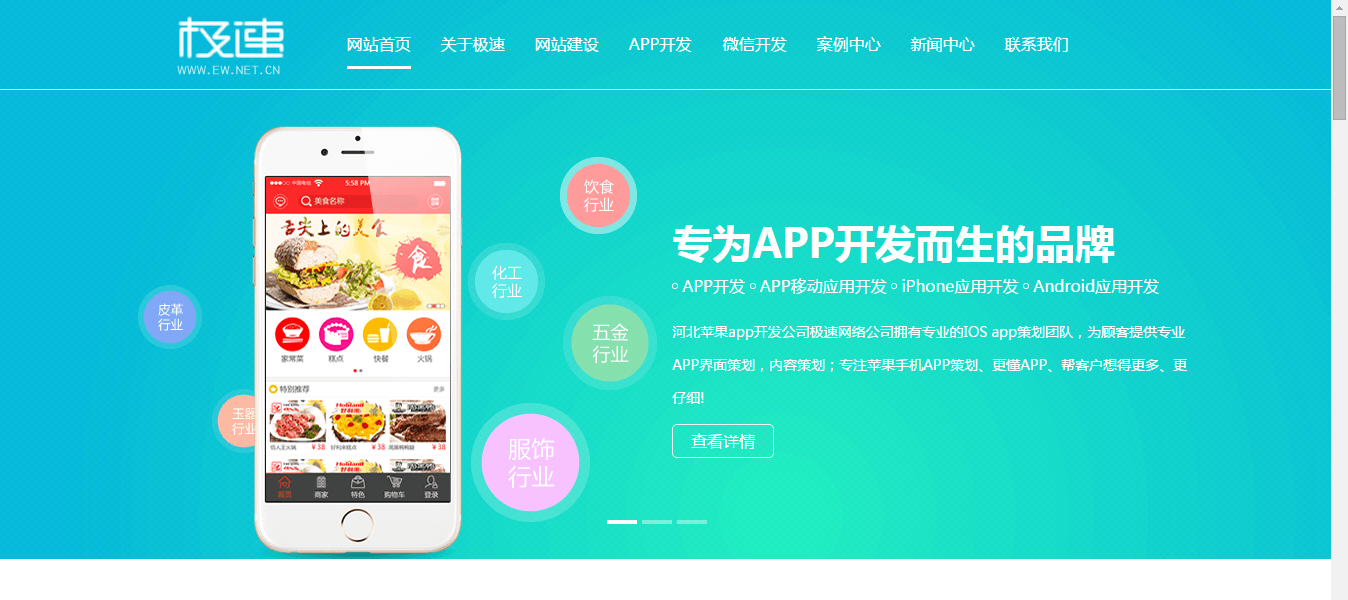 极速
WWW.EW.NET.CN
网站首页 关于极速 网站建设 APP开发 微信开发 案例中心 新闻中心 联系我们
5:58 PM
美食名称
舌尖上的美食
食
家常菜 糕点 快餐 火锅
特别推荐 更多
¥38 ¥38 ¥38
首页 商家 特色 购物车 登录
皮革
行业
玉器
行业
饮食
行业
化工
行业
五金
行业
服饰
行业
专为APP开发而生的品牌
APP开发 APP移动应用开发 iPhone应用开发 Android应用开发
河北苹果app开发公司极速网络公司拥有专业的IOS app策划团队，为顾客提供专业
APP界面策划，内容策划；专注苹果手机APP策划、更懂APP、帮客户想得更多、更
仔细!
查看详情